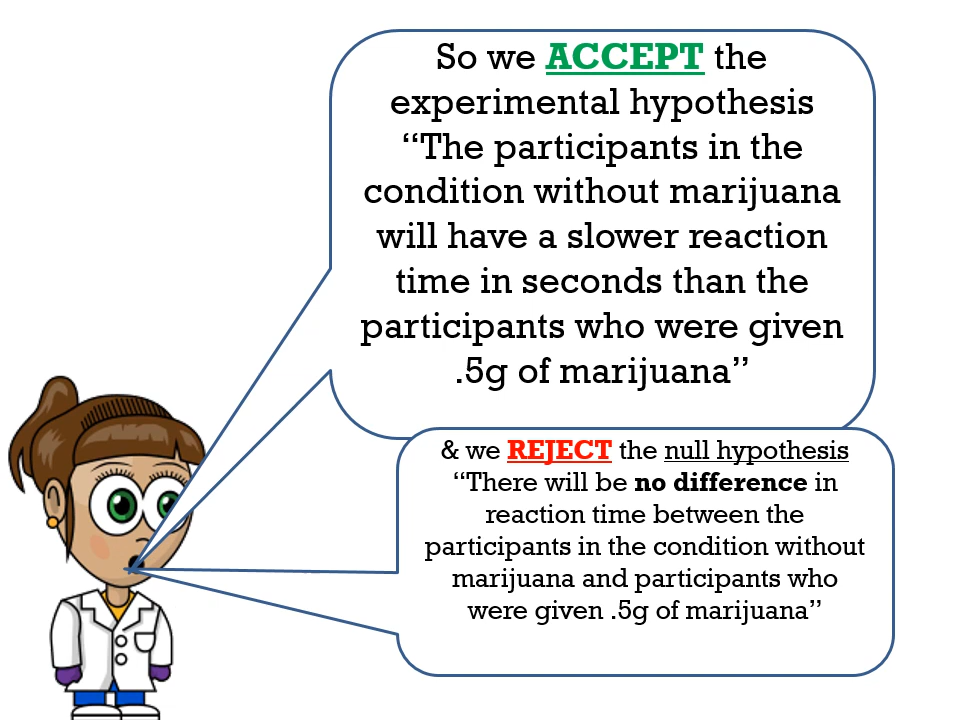 So we ACCEPT the
experimental hypothesis
“The participants in the
condition without marijuana
will have a slower reaction
time in seconds than the
participants who were given
.5g of marijuana”
& we REJECT the null hypothesis
“There will be no difference in
reaction time between the
participants in the condition without
marijuana and participants who
were given .5g of marijuana”